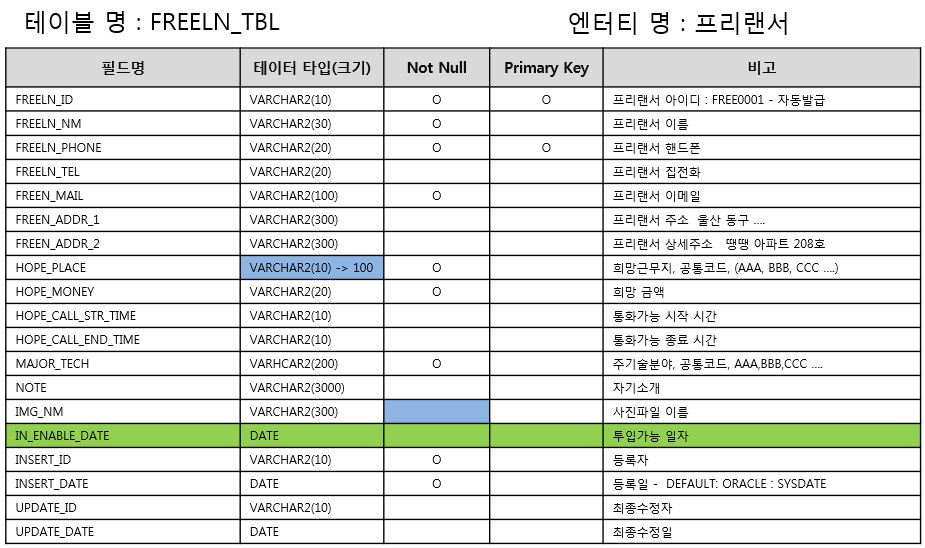 테이블 명 : FREELN_TBL 엔터티 명 : 프리랜서
필드명 테이터 타입(크기) Not Null Primary Key 비고
FREELN_ID VARCHAR2(10) O O 프리랜서 아이디 : FREE0001 - 자동발급
FREELN_NM VARCHAR2(30) O 프리랜서 이름
FREELN_PHONE VARCHAR2(20) O O 프리랜서 핸드폰
FREELN_TEL VARCHAR2(20) 프리랜서 집전화
FREEN_MAIL VARCHAR2(100) O 프리랜서 이메일
FREEN_ADDR_1 VARCHAR2(300) 프리랜서 주소 울산 동구 ....
FREEN_ADDR_2 VARCHAR2(300) 프리랜서 상세주소 땡땡 아파트 208호
HOPE_PLACE VARCHAR2(10) -> 100 O 희망근무지, 공통코드, (AAA, BBB, CCC ....)
HOPE_MONEY VARCHAR2(20) O 희망 금액
HOPE_CALL_STR_TIME VARCHAR2(10) 통화가능 시작 시간
HOPE_CALL_END_TIME VARCHAR2(10) 통화가능 종료 시간
MAJOR_TECH VARHCAR2(200) O 주기술분야, 공통코드, AAA,BBB,CCC ....
NOTE VARCHAR2(3000) 자기소개
IMG_NM VARCHAR2(300) 사진파일 이름
IN_ENABLE_DATE DATE 투입가능 일자
INSERT_ID VARCHAR2(10) O 등록자
INSERT_DATE DATE O 등록일 - DEFAULT: ORACLE : SYSDATE
UPDATE_ID VARCHAR2(10) 최종수정자
UPDATE_DATE DATE 최종수정일